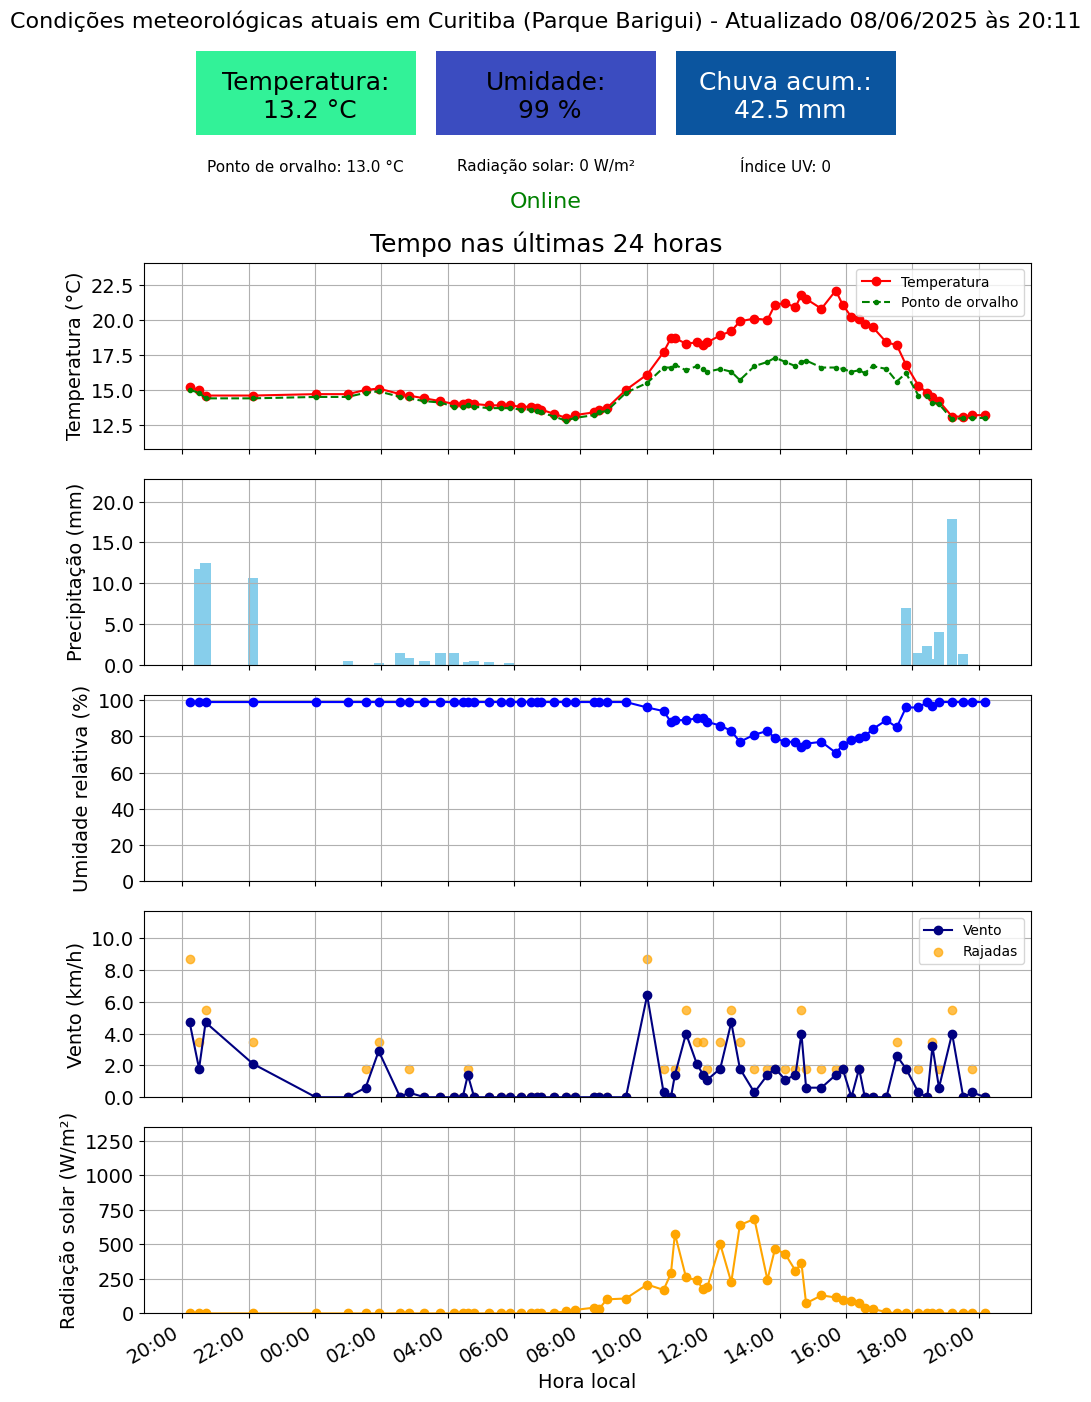 Condições meteorológicas atuais em Curitiba (Parque Barigui) - Atualizado 08/06/2025 às 20:11
Temperatura:
13.2 °C
Umidade:
99 %
Chuva acum.:
42.5 mm
Ponto de orvalho: 13.0 °C
Radiação solar: 0 W/m²
Índice UV: 0
Online
Tempo nas últimas 24 horas
Temperatura (°C)
22.5
20.0
17.5
15.0
12.5
Temperatura
Ponto de orvalho
Precipitação (mm)
20.0
15.0
10.0
5.0
0.0
Umidade relativa (%)
100
80
60
40
20
0
Vento (km/h)
10.0
8.0
6.0
4.0
2.0
0.0
Vento
Rajadas
Radiação solar (W/m²)
1250
1000
750
500
250
0
20:00 22:00 00:00 02:00 04:00 06:00 08:00 10:00 12:00 14:00 16:00 18:00 20:00
Hora local